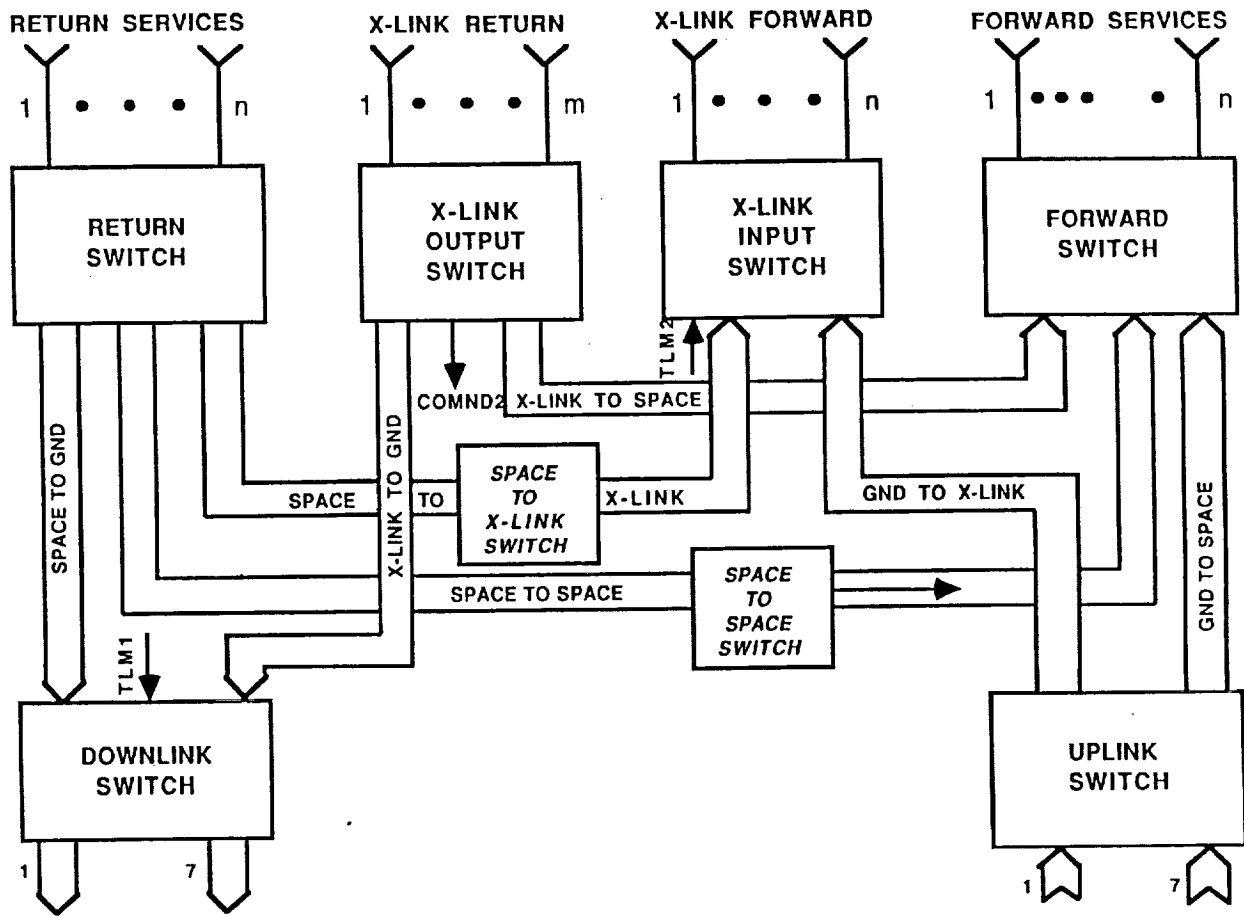 RETURN SERVICES
X-LINK RETURN
X-LINK FORWARD
FORWARD SERVICES
1 • • • n
1 • • • m
1 • • • n
1 ••• • n
RETURN
SWITCH
X-LINK
OUTPUT
SWITCH
X-LINK
INPUT
SWITCH
FORWARD
SWITCH
TLM2
COMND2
X-LINK TO SPACE
SPACE TO GND
X-LINK TO GND
SPACE TO
SPACE
TO
X-LINK
SWITCH
X-LINK
GND TO X-LINK
GND TO SPACE
SPACE TO SPACE
SPACE
TO
SPACE
SWITCH
TLM1
DOWNLINK
SWITCH
UPLINK
SWITCH
1
7
1
7